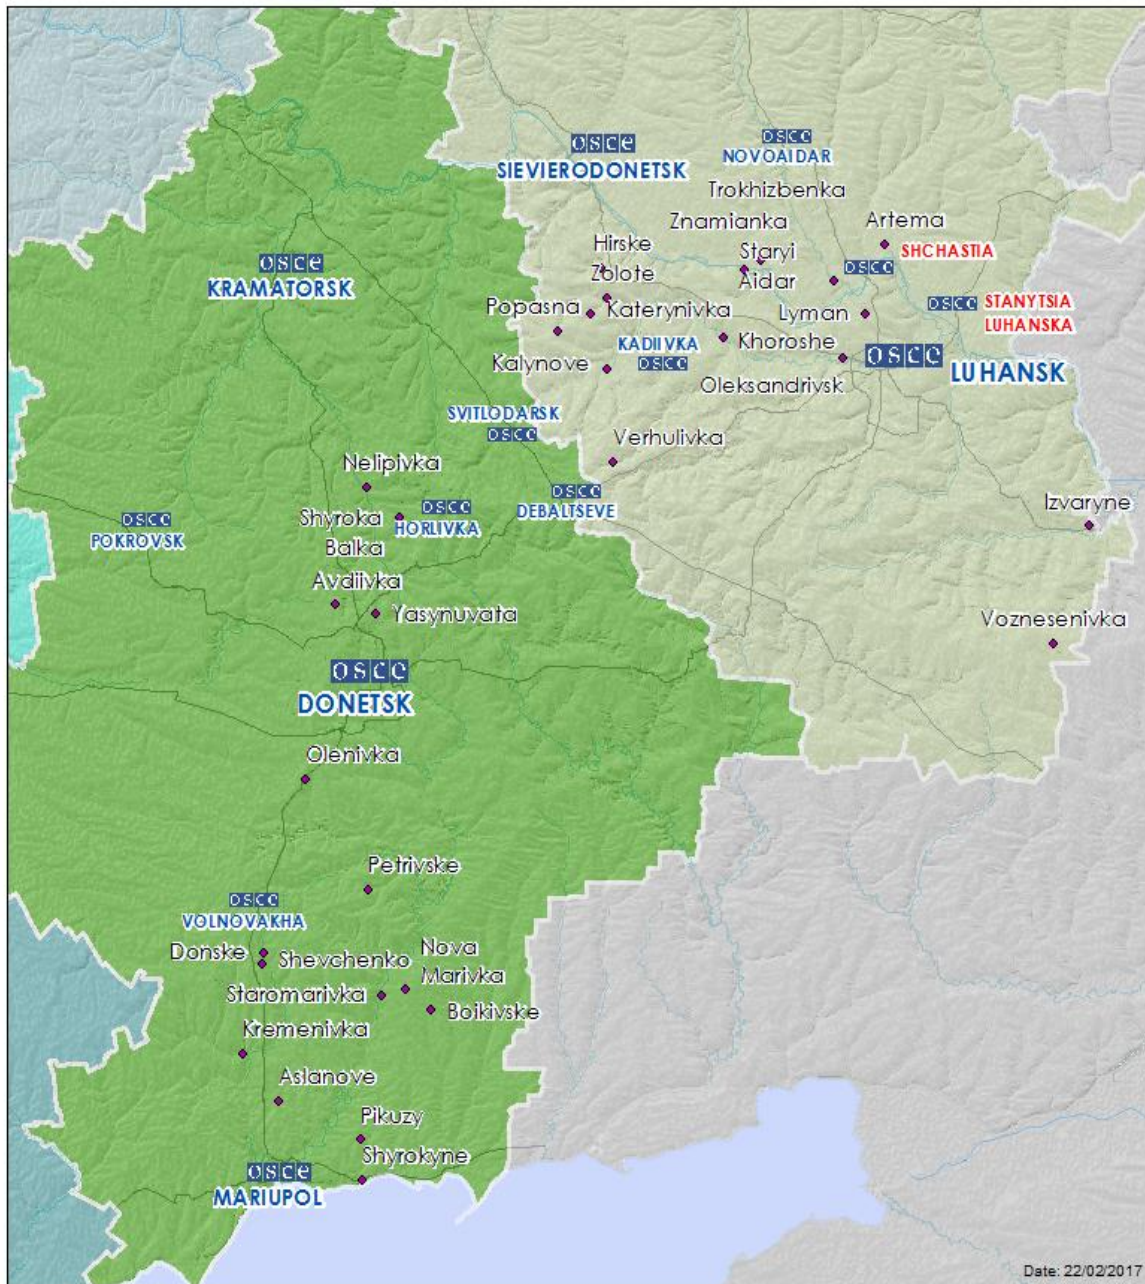 osce
SIEVIERODONETSK
osce
NOVOAIDAR
Trokhizbenka
Znamianka
Artema
SHCHASTIA
osce
Hirske
Staryi
Aidar
Zolote
osce
KRAMATORSK
Popasna
Katerynivka
Lyman
osce
STANYTSIA
LUHANSKA
KADIIVKA
osce
Khoroshe
osce
LUHANSK
Kalynove
Oleksandrivsk
SVITLODARSK
osce
Verhulivka
Nelipivka
osce
DEBALTSEVE
Izvaryne
osce
HORLIVKA
Shyroka
Balka
osce
POKROVSK
Avdiivka
Yasynuvata
Voznesenivka
osce
DONETSK
Olenivka
Petrivske
osce
VOLNOVAKHA
Donske
Shevchenko
Nova
Marivka
Staromarivka
Boikivske
Kremenivka
Aslanove
Pikuzy
Shyrokyne
osce
MARIUPOL
Date: 22/02/2017